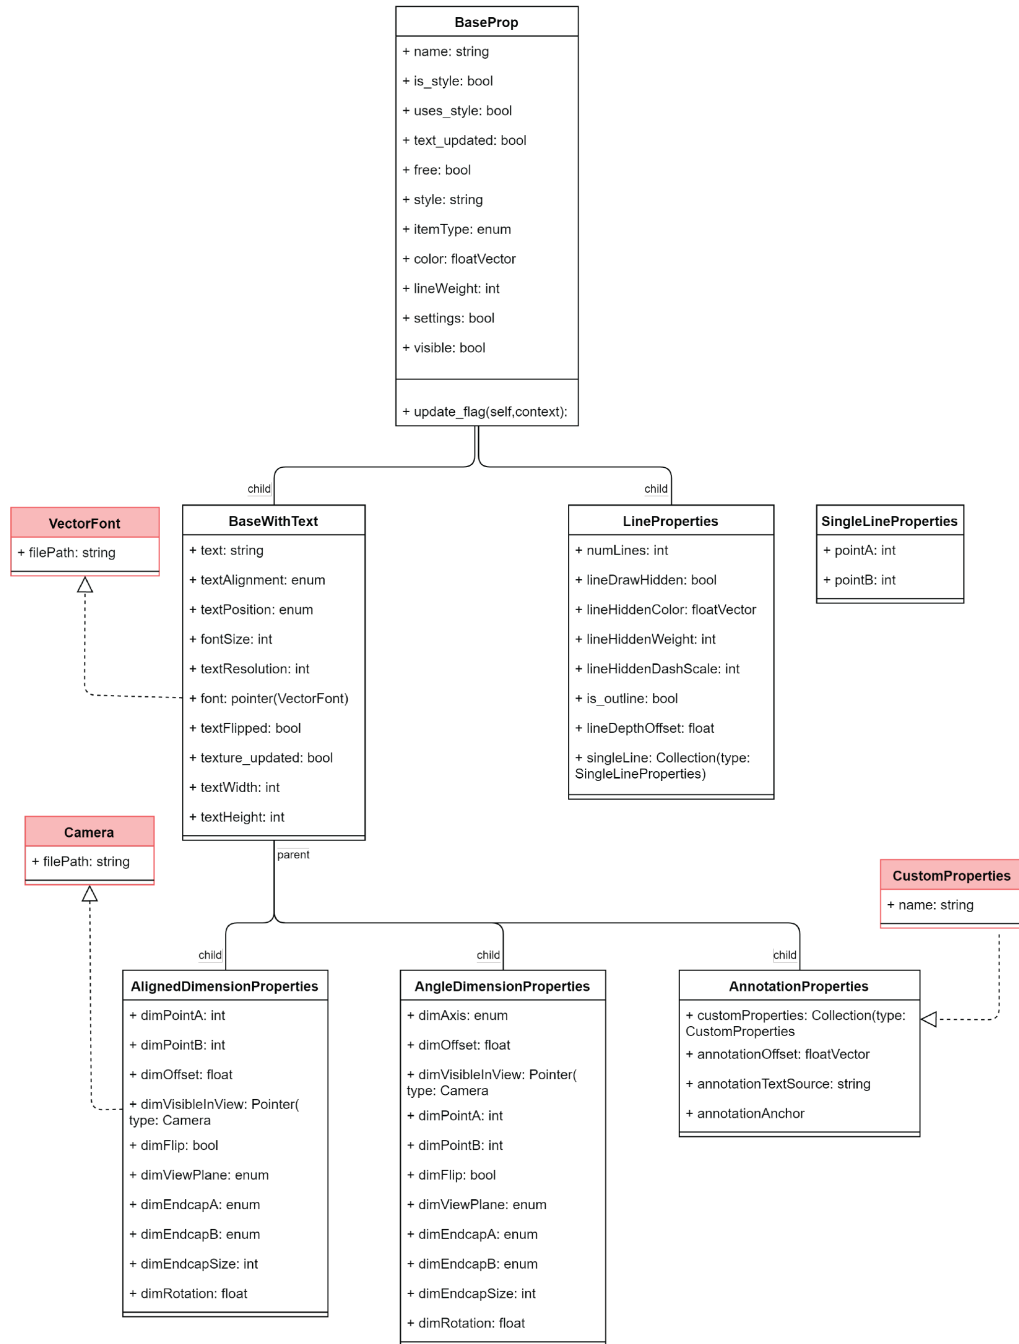 BaseProp
+ name: string
+ is_style: bool
+ uses_style: bool
+ text_updated: bool
+ free: bool
+ style: string
+ itemType: enum
+ color: floatVector
+ lineWeight: int
+ settings: bool
+ visible: bool
+ update_flag(self,context):
child
child
VectorFont
+ filePath: string
BaseWithText
+ text: string
+ textAlignment: enum
+ textPosition: enum
+ fontSize: int
+ textResolution: int
+ font: pointer(VectorFont)
+ textFlipped: bool
+ texture_updated: bool
+ textWidth: int
+ textHeight: int
LineProperties
+ numLines: int
+ lineDrawHidden: bool
+ lineHiddenColor: floatVector
+ lineHiddenWeight: int
+ lineHiddenDashScale: int
+ is_outline: bool
+ lineDepthOffset: float
+ singleLine: Collection(type:
SingleLineProperties)
SingleLineProperties
+ pointA: int
+ pointB: int
Camera
+ filePath: string
parent
CustomProperties
+ name: string
child
child
child
AlignedDimensionProperties
+ dimPointA: int
+ dimPointB: int
+ dimOffset: float
+ dimVisibleInView: Pointer(
type: Camera
+ dimFlip: bool
+ dimViewPlane: enum
+ dimEndcapA: enum
+ dimEndcapB: enum
+ dimEndcapSize: int
+ dimRotation: float
AngleDimensionProperties
+ dimAxis: enum
+ dimOffset: float
+ dimVisibleInView: Pointer(
type: Camera
+ dimPointA: int
+ dimPointB: int
+ dimFlip: bool
+ dimViewPlane: enum
+ dimEndcapA: enum
+ dimEndcapB: enum
+ dimEndcapSize: int
+ dimRotation: float
AnnotationProperties
+ customProperties: Collection(type:
CustomProperties
+ annotationOffset: floatVector
+ annotationTextSource: string
+ annotationAnchor